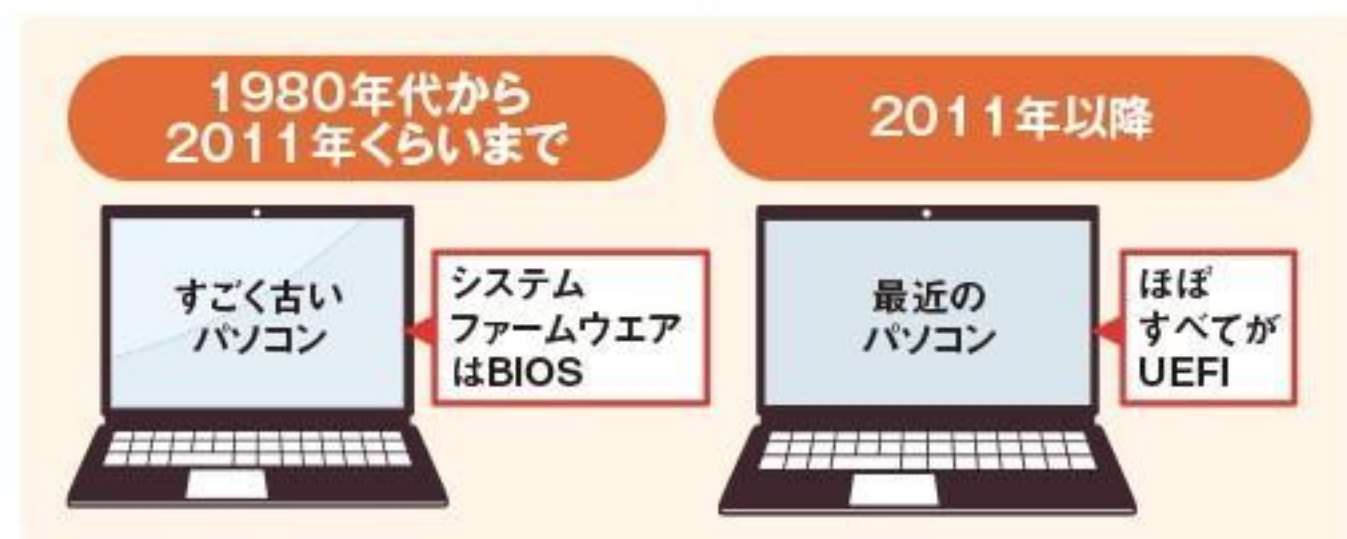 1980年代から
2011年くらいまで
すごく古い
パソコン
システム
ファームウエア
はBIOS
2011年以降
最近の
パソコン
ほぼ
すべてが
UEFI